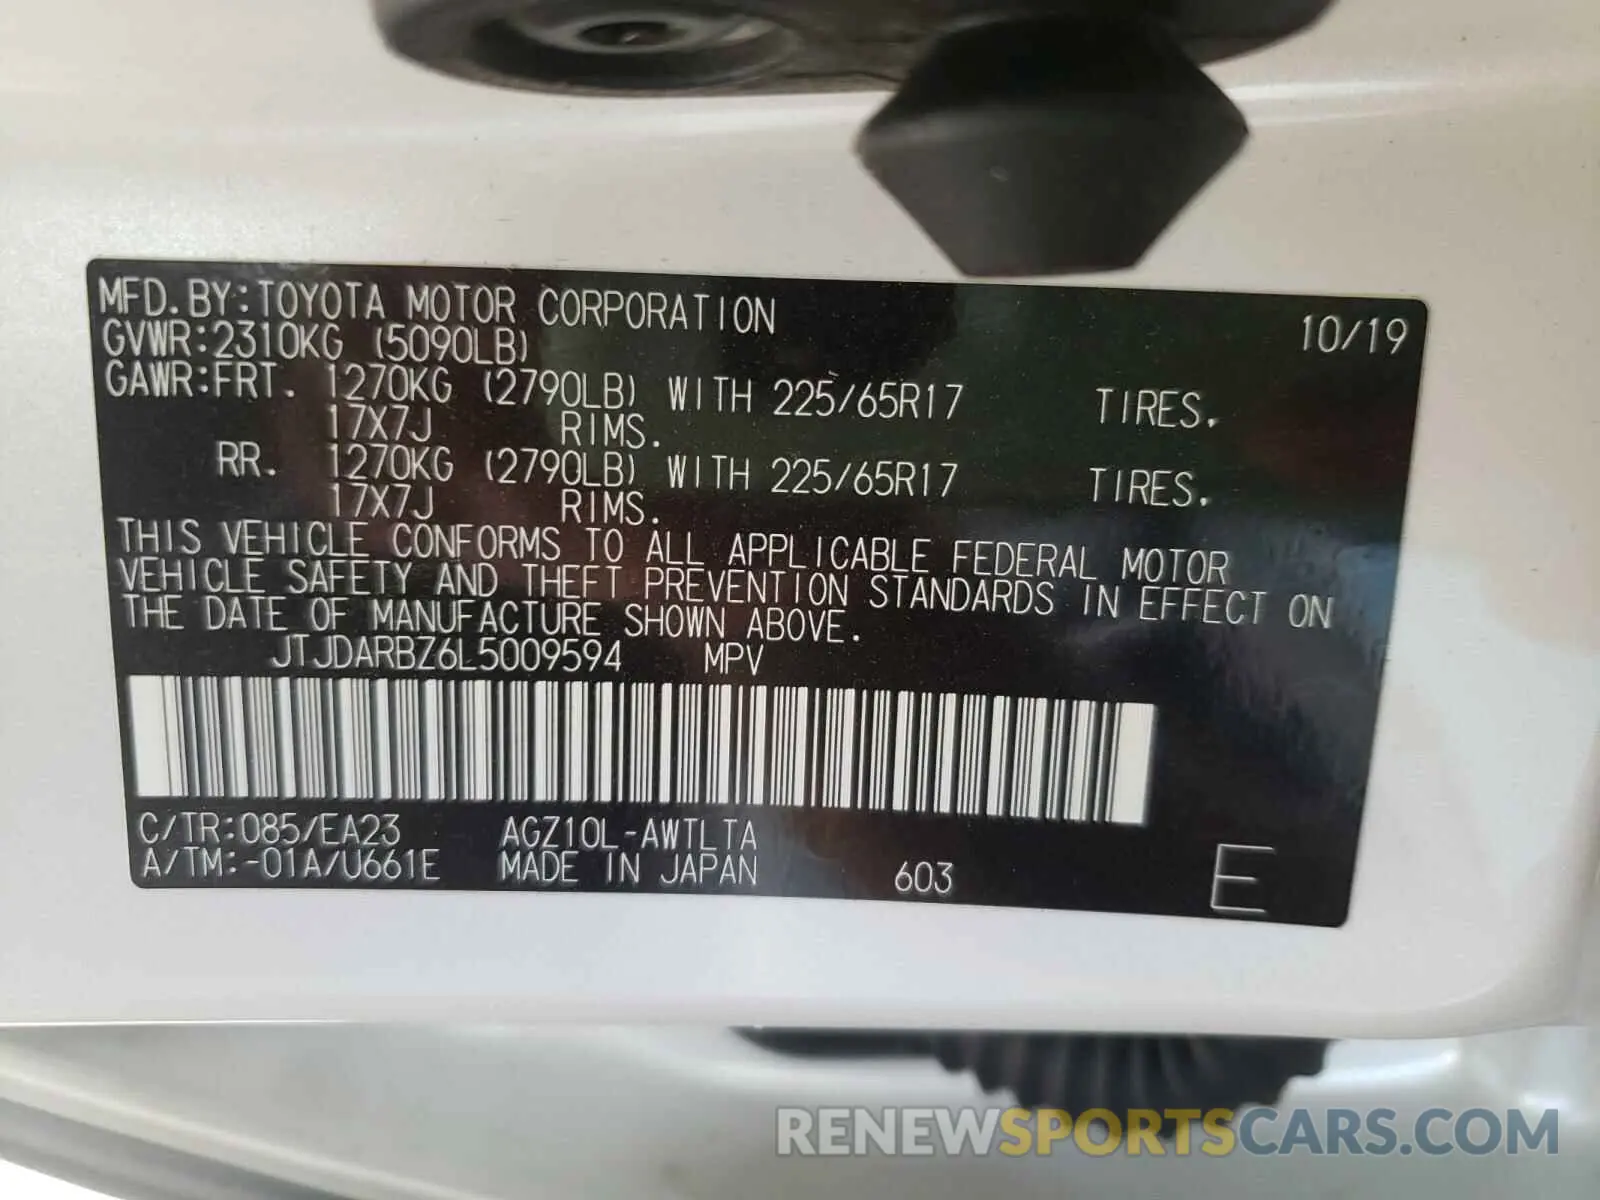 MFD.BY:TOYOTA MOTOR CORPORATION 10/19
GVWR:2310KG (5090LB)
GAWR:FRT. 1270KG (2790LB) WITH 225/65R17 TIRES.
17X7J RIMS.
RR. 1270KG (2790LB) WITH 225/65R17 TIRES.
17X7J RIMS.
THIS VEHICLE CONFORMS TO ALL APPLICABLE FEDERAL MOTOR
VEHICLE SAFETY AND THEFT PREVENTION STANDARDS IN EFFECT ON
THE DATE OF MANUFACTURE SHOWN ABOVE.
JTJDARBZ6L5009594 MPV
C/TR:085/EA23 AGZ10L-AWTLTA
A/TM:-01A/U661E MADE IN JAPAN 603 E
RENEWSPORTSCARS.COM